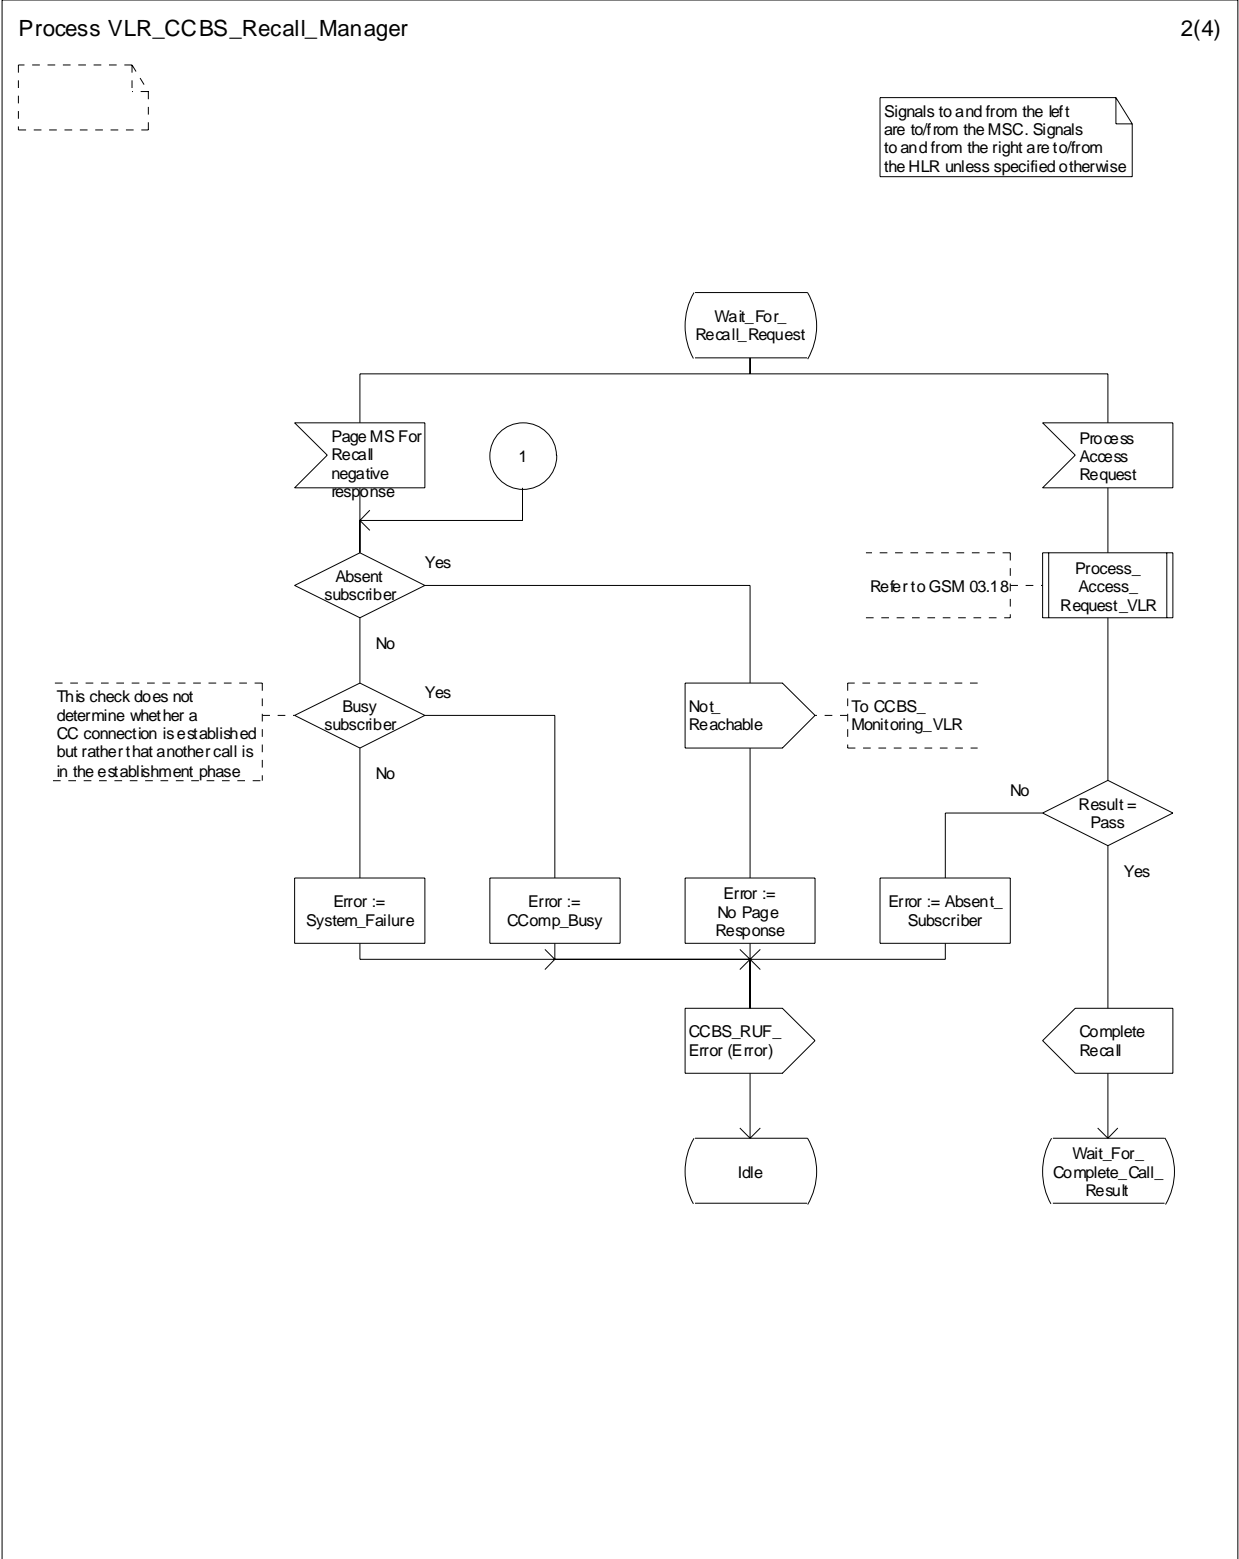 Process VLR_CCBS_Recall_Manager
2(4)
Signals to and from the left
are to/from the MSC. Signals
to and from the right are to/from
the HLR unless specified otherwise
Wait_For_
Recall_Request
Page MS For
Recall
negative
response
1
Process
Access
Request
Absent
subscriber
Yes
No
Refer to GSM 03.18
Process_
Access_
Request_VLR
This check does not
determine whether a
CC connection is established
but rather that another call is
in the establishment phase
Busy
subscriber
Yes
No
Not_
Reachable
To CCBS_
Monitoring_VLR
No
Result =
Pass
Yes
Error :=
System_Failure
Error :=
CComp_Busy
Error :=
No Page
Response
Error := Absent_
Subscriber
CCBS_RUF_
Error (Error)
Complete
Recall
Idle
Wait_For_
Complete_Call_
Result